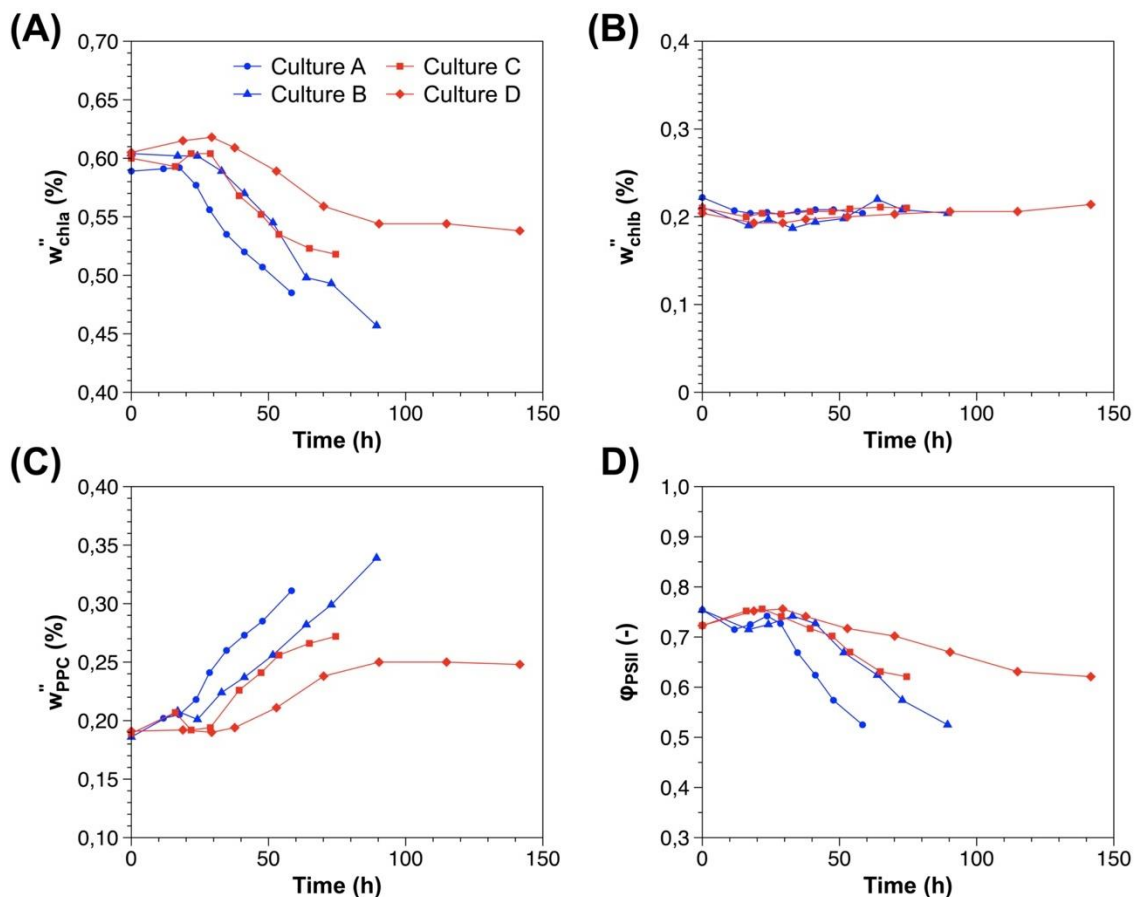 (A)
0,70
0,60
0,55
0,50
0,45
0,40
w"chla (%)
Culture A
Culture B
Culture C
Culture D
0
50
100
150
Time (h)
(B)
0,4
0,3
0,2
0,1
0
w"chlb (%)
0
50
100
150
Time (h)
(C)
0,40
0,35
0,30
0,25
0,20
0,15
0,10
w"PPC (%)
0
50
100
150
Time (h)
D)
1,0
0,9
0,8
0,7
0,6
0,5
0,4
0,3
φPSII (-)
0
50
100
150
Time (h)